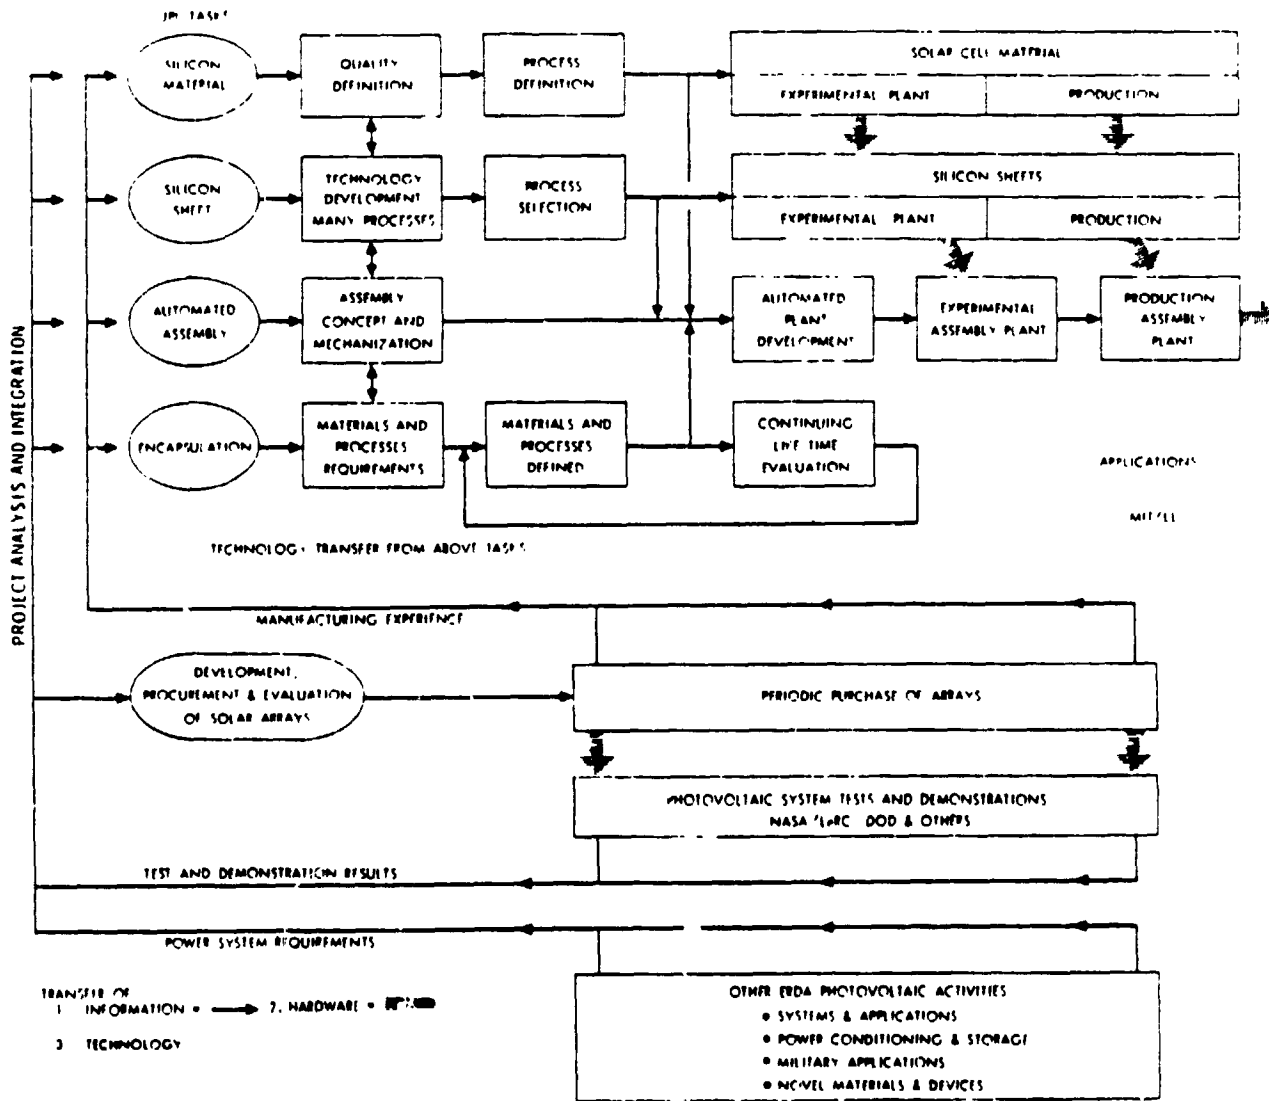 JPL TASKS
SILICON
MATERIAL
QUALITY
DEFINITION
PROCESS
DEFINITION
SOLAR CELL MATERIAL
EXPERIMENTAL PLANT
PRODUCTION
SILICON
SHEET
TECHNOLOGY
DEVELOPMENT
MANY PROCESSES
PROCESS
SELECTION
SILICON SHEETS
EXPERIMENTAL PLANT
PRODUCTION
AUTOMATED
ASSEMBLY
ASSEMBLY
CONCEPT AND
MECHANIZATION
AUTOMATED
PLANT
DEVELOPMENT
EXPERIMENTAL
ASSEMBLY PLANT
PRODUCTION
ASSEMBLY
PLANT
ENCAPSULATION
MATERIALS AND
PROCESSES
REQUIREMENTS
MATERIALS AND
PROCESSES
DEFINED
CONTINUING
LIFE TIME
EVALUATION
APPLICATIONS
PROJECT ANALYSIS AND INTEGRATION
TECHNOLOGY TRANSFER FROM ABOVE TASKS
MANUFACTURING EXPERIENCE
DEVELOPMENT,
PROCUREMENT & EVALUATION
OF SOLAR ARRAYS
PERIODIC PURCHASE OF ARRAYS
PHOTOVOLTAIC SYSTEM TESTS AND DEMONSTRATIONS
NASA/LeRC DOD & OTHERS
TEST AND DEMONSTRATION RESULTS
POWER SYSTEM REQUIREMENTS
TRANSFER OF
1 INFORMATION = 2. HARDWARE =
3 TECHNOLOGY
OTHER ERDA PHOTOVOLTAIC ACTIVITIES
• SYSTEMS & APPLICATIONS
• POWER CONDITIONING & STORAGE
• MILITARY APPLICATIONS
• NOVEL MATERIALS & DEVICES